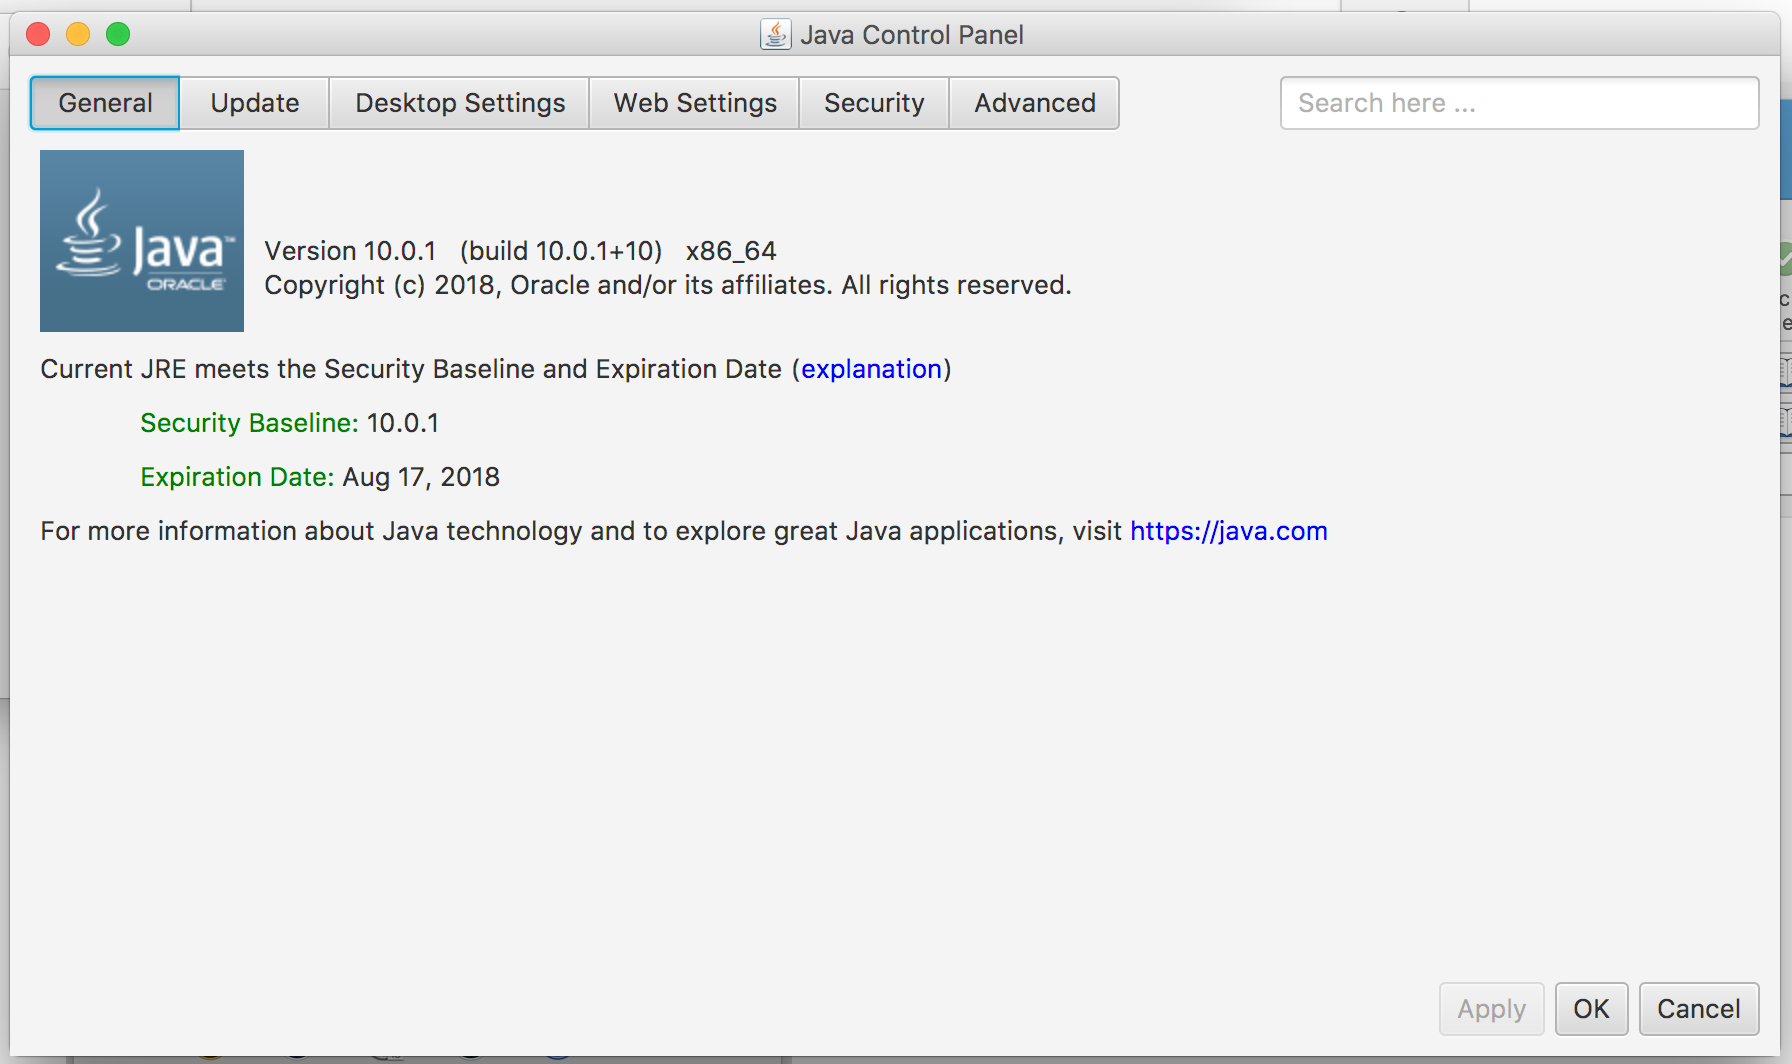 Java Control Panel
General Update Desktop Settings Web Settings Security Advanced Search here ...
Java™
ORACLE
Version 10.0.1 (build 10.0.1+10) x86_64
Copyright (c) 2018, Oracle and/or its affiliates. All rights reserved.
Current JRE meets the Security Baseline and Expiration Date (explanation)
Security Baseline: 10.0.1
Expiration Date: Aug 17, 2018
For more information about Java technology and to explore great Java applications, visit https://java.com
Apply OK Cancel